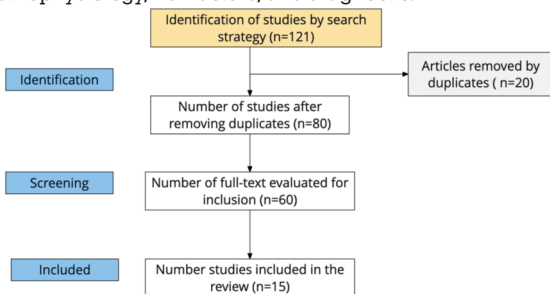 Identification of studies by search
strategy (n=121)
Articles removed by
duplicates ( n=20)
Identification
Number of studies after
removing duplicates (n=80)
Screening
Number of full-text evaluated for
inclusion (n=60)
Included
Number studies included in the
review (n=15)